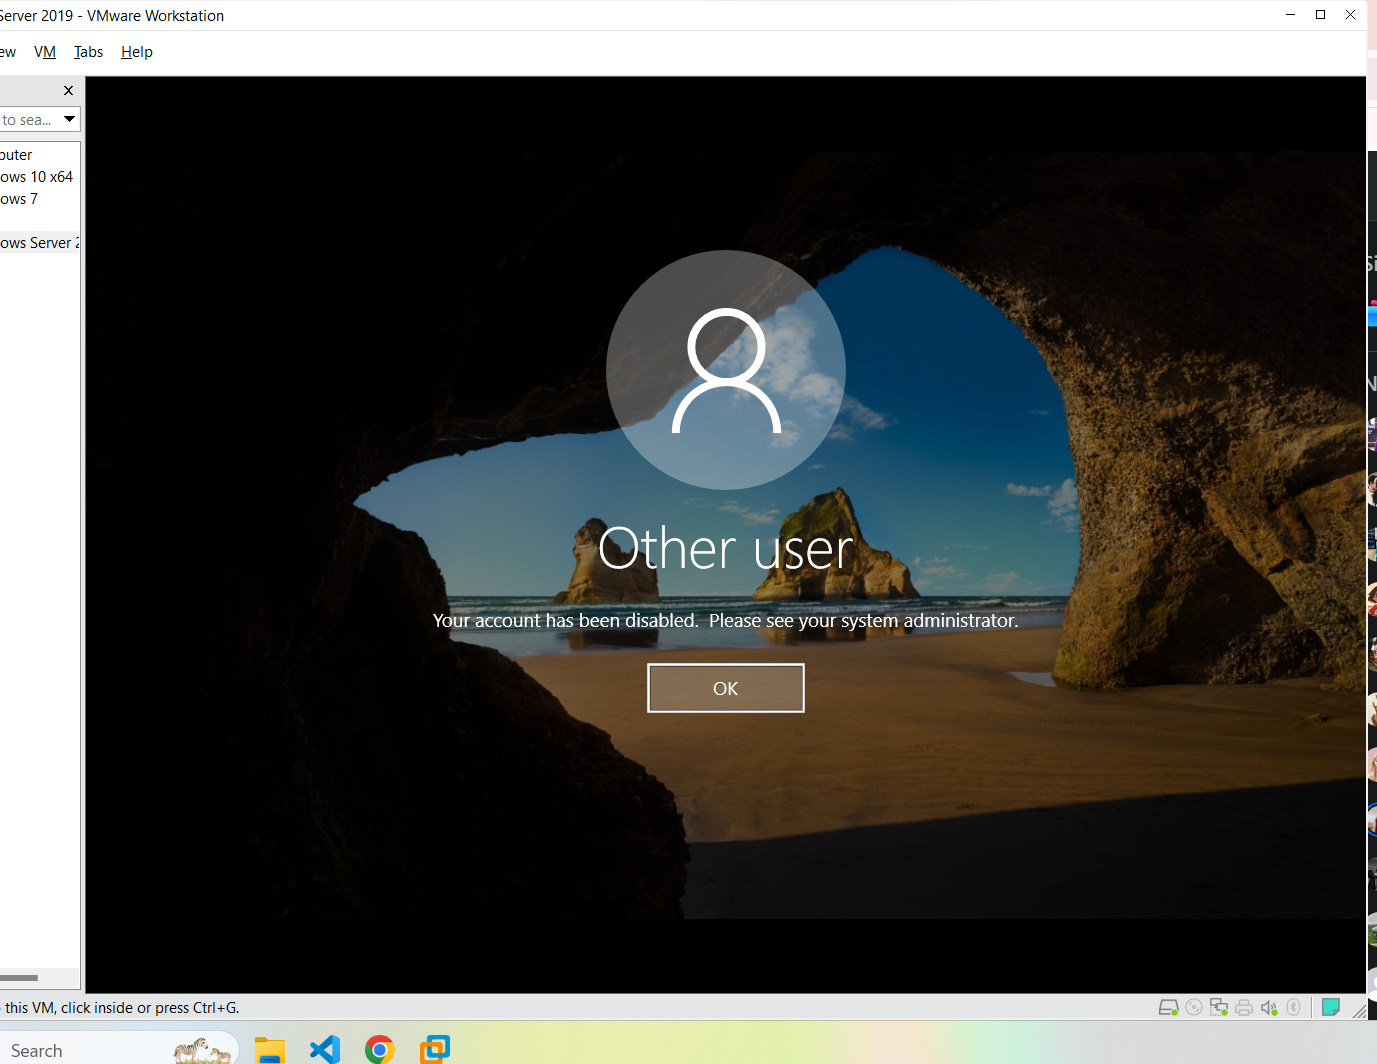 Server 2019 - VMware Workstation
ew VM Tabs Help
to sea...
puter
ows 10 x64
ows 7
ows Server 2
Other user
Your account has been disabled.  Please see your system administrator.
OK
this VM, click inside or press Ctrl+G.
Search